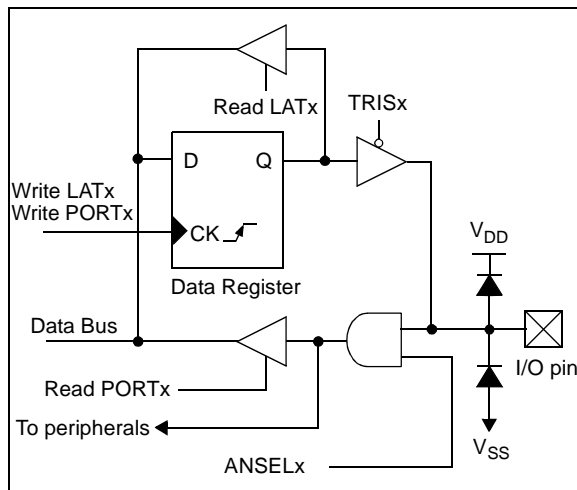 Read LATx
TRISx
D
Q
Write LATx
Write PORTx
CK
Data Register
VDD
Data Bus
I/O pin
Read PORTx
To peripherals
VSS
ANSELx